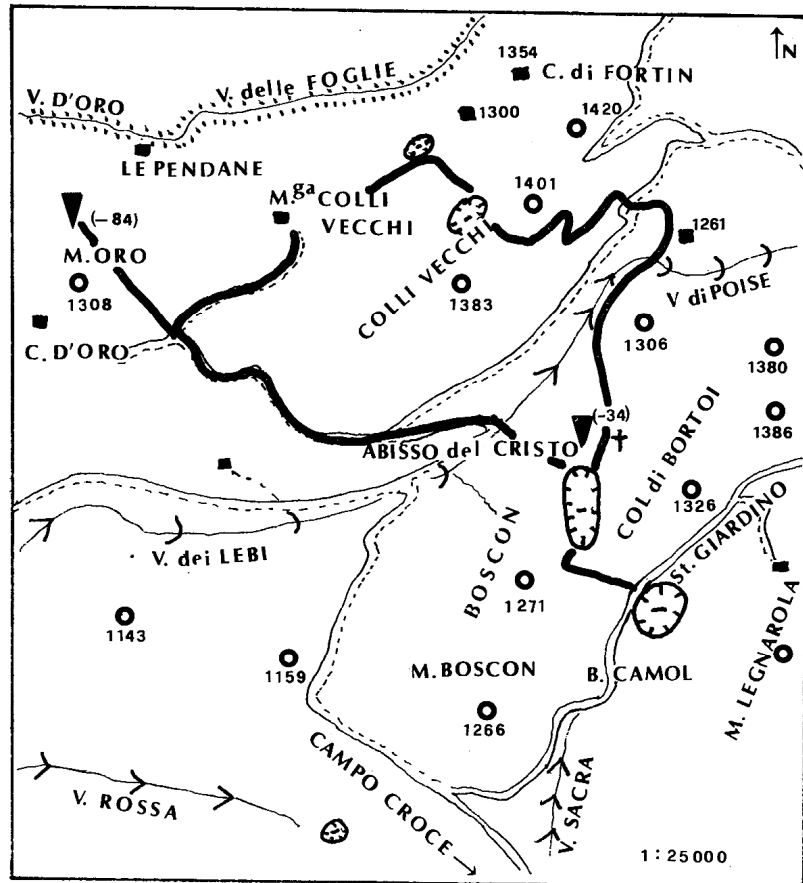 1354
N
C. di FORTIN
V. D'ORO
V. delle FOGLIE
1300
1420
LE PENDANE
M.ga COLLI
VECCHI
1401
(-84)
M. ORO
1308
COLLI VECCHI
1383
1261
V di POISE
C. D'ORO
1306
1380
(-34)
1386
ABISSO del CRISTO
COL di BORTOI
1326
V. dei LEBI
BOSCON
St. GIARDINO
1271
1143
1159
M. BOSCON
B. CAMOL
M. LEGNAROLA
1266
CAMPO CROCE →
V. ROSSA
V. SACRA
1:25000